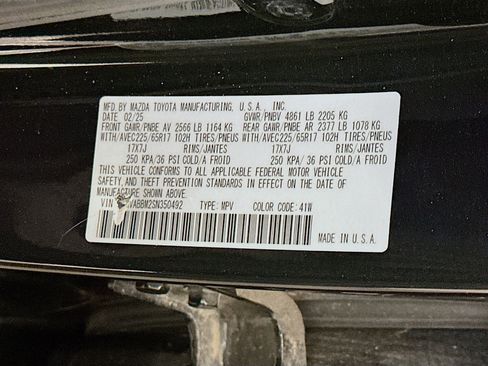 MFD.BY MAZDA TOYOTA MANUFACTURING, U.S.A., INC.
DATE 02/25 GVWR/PNBV 4861 LB 2205 KG
FRONT GAWR/PNBE AV 2566 LB 1164 KG REAR GAWR/PNBE AR 2377 LB 1078 KG
WITH/AVEC225/65R17 102H TIRES/PNEUS WITH/AVEC225/65R17 102H TIRES/PNEUS
17X7J RIMS/JANTES 17X7J RIMS/JANTES
250 KPA/36 PSI COLD/A FROID 250 KPA/36 PSI COLD/A FROID
THIS VEHICLE CONFORMS TO ALL APPLICABLE FEDERAL MOTOR VEHICLE
SAFETY, AND THEFT PREVENTION STANDARDS IN EFFECT ON THE DATE OF
MANUFACTURE SHOWN ABOVE.
VIN VABBM2SN350492 TYPE: MPV COLOR CODE: 41W
MADE IN U.S.A.